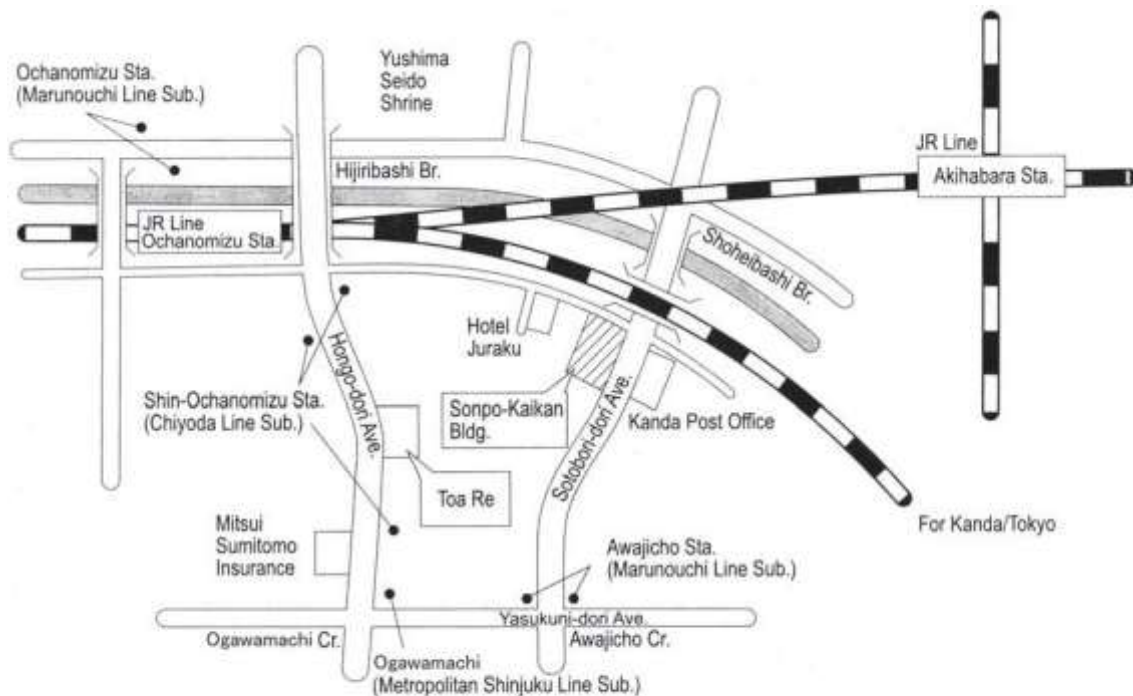 Ochanomizu Sta.
(Marunouchi Line Sub.)
Yushima
Seido
Shrine
JR Line
Akihabara Sta.
Hijiribashi Br.
JR Line
Ochanomizu Sta.
Shoheibashi Br.
Hotel
Juraku
Hongo-dori Ave.
Shin-Ochanomizu Sta.
(Chiyoda Line Sub.)
Sonpo-Kaikan
Bldg.
Kanda Post Office
Sotobori-dori Ave.
Toa Re
Mitsui
Sumitomo
Insurance
For Kanda/Tokyo
Awajicho Sta.
(Marunouchi Line Sub.)
Yasukuni-dori Ave.
Ogawamachi Cr.
Awajicho Cr.
Ogawamachi
(Metropolitan Shinjuku Line Sub.)